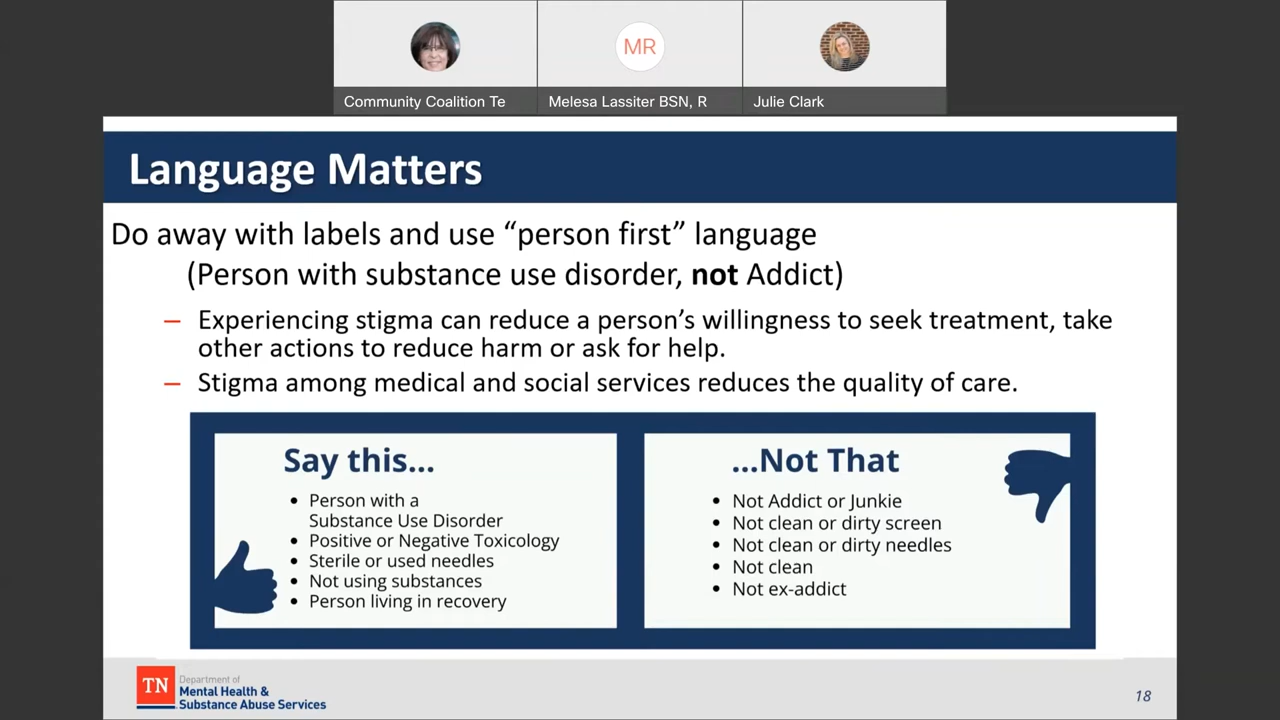 MR
Community Coalition Te
Melesa Lassiter BSN, R
Julie Clark
Language Matters
Do away with labels and use “person first” language
(Person with substance use disorder, not Addict)
– Experiencing stigma can reduce a person’s willingness to seek treatment, take
other actions to reduce harm or ask for help.
– Stigma among medical and social services reduces the quality of care.
Say this...
• Person with a
Substance Use Disorder
• Positive or Negative Toxicology
• Sterile or used needles
• Not using substances
• Person living in recovery
...Not That
• Not Addict or Junkie
• Not clean or dirty screen
• Not clean or dirty needles
• Not clean
• Not ex-addict
TN
Department of
Mental Health &
Substance Abuse Services
18